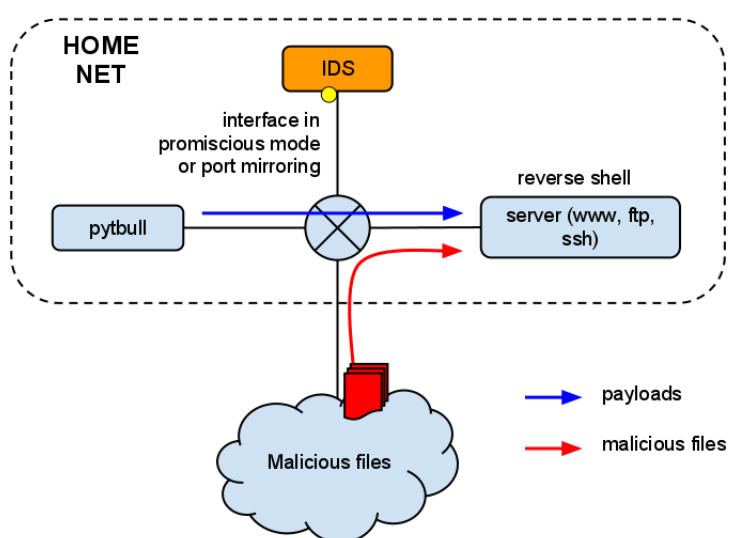 HOME
NET
IDS
interface in
promiscious mode
or port mirroring
reverse shell
pytbull
server (www, ftp,
ssh)
payloads
malicious files
Malicious files